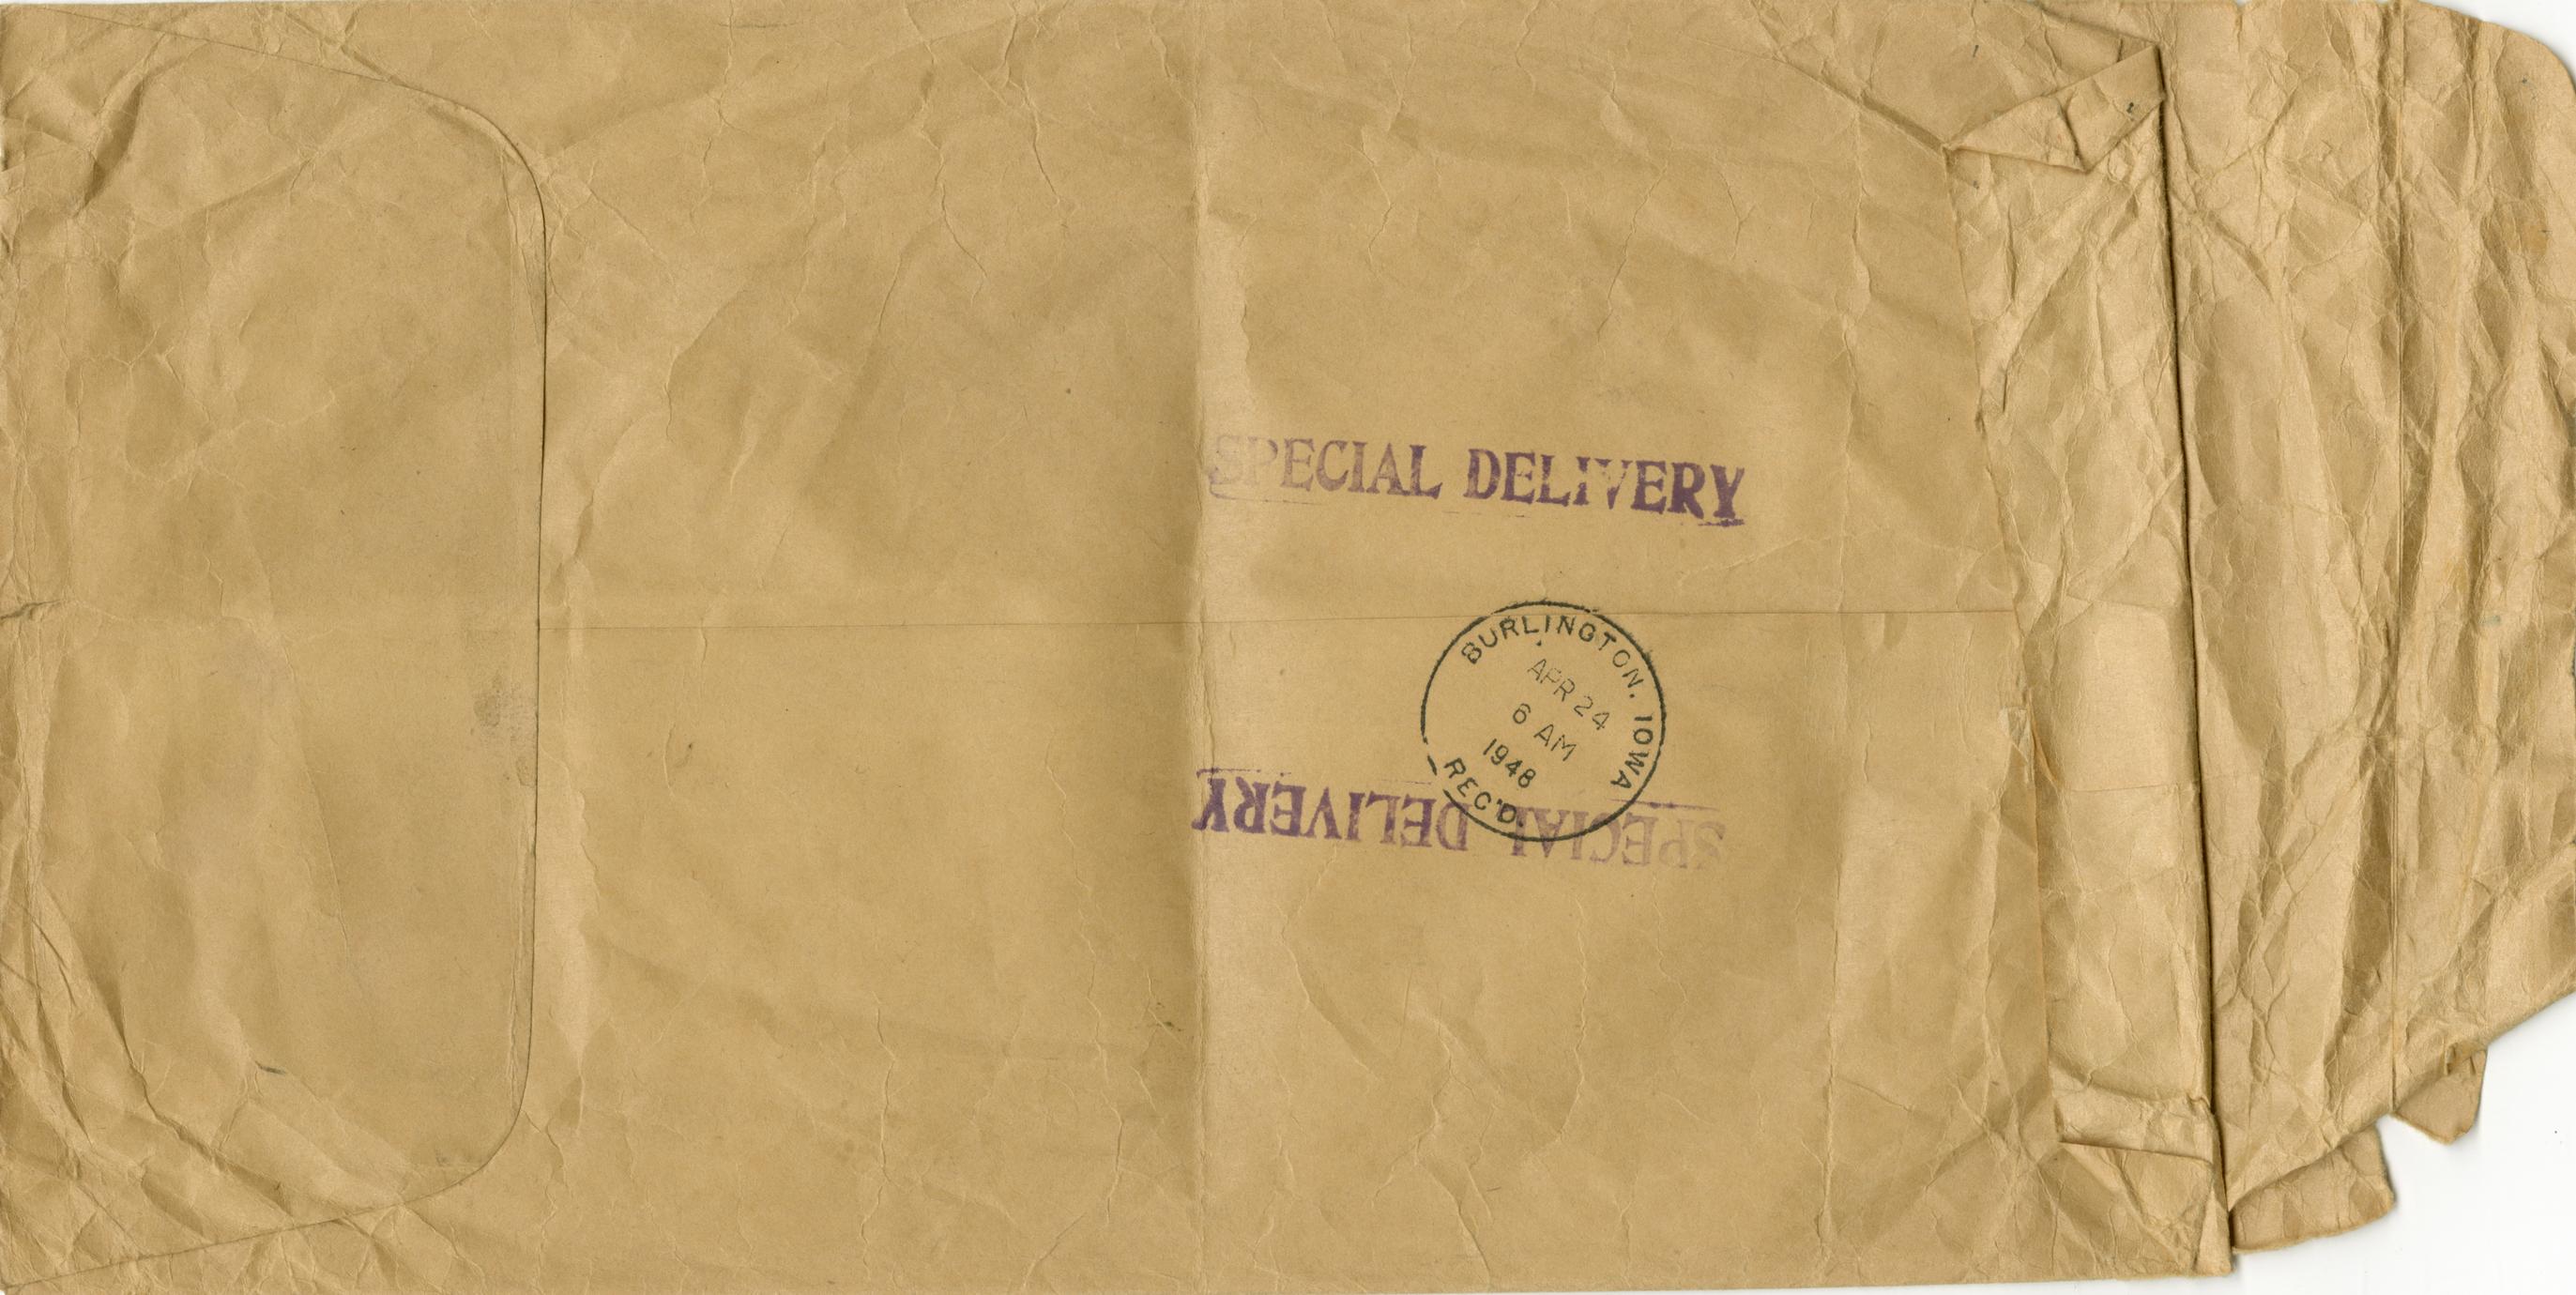 SPECIAL DELIVERY
BURLINGTON, IOWA
APR 24
6 AM
1948
REC'D.
SPECIAL DELIVERY